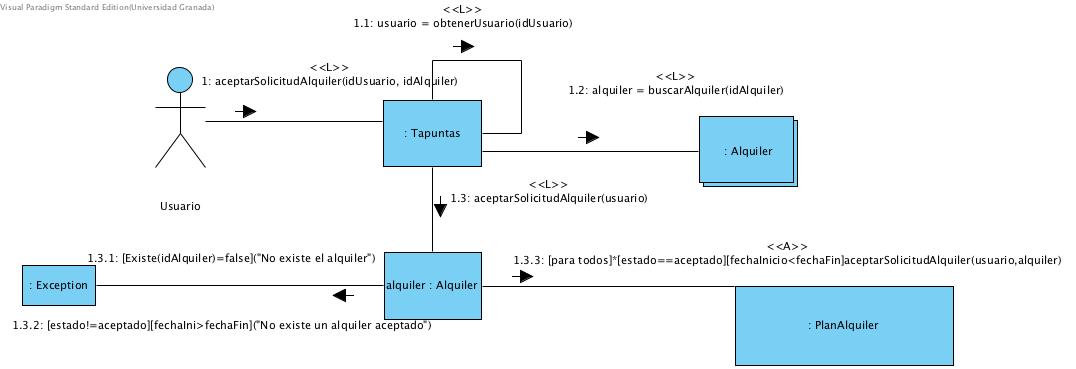 Visual Paradigm Standard Edition(Universidad Granada)
<<L>>
1.1: usuario = obtenerUsuario(idUsuario)
<<L>>
1: aceptarSolicitudAlquiler(idUsuario, idAlquiler)
<<L>>
1.2: alquiler = buscarAlquiler(idAlquiler)
: Tapuntas
: Alquiler
Usuario
<<L>>
1.3: aceptarSolicitudAlquiler(usuario)
1.3.1: [Existe(idAlquiler)=false]("No existe el alquiler")
<<A>>
1.3.3: [para todos]*[estado==aceptado][fechaInicio<fechaFin]aceptarSolicitudAlquiler(usuario,alquiler)
: Exception
alquiler : Alquiler
1.3.2: [estado!=aceptado][fechaIni>fechaFin]("No existe un alquiler aceptado")
: PlanAlquiler